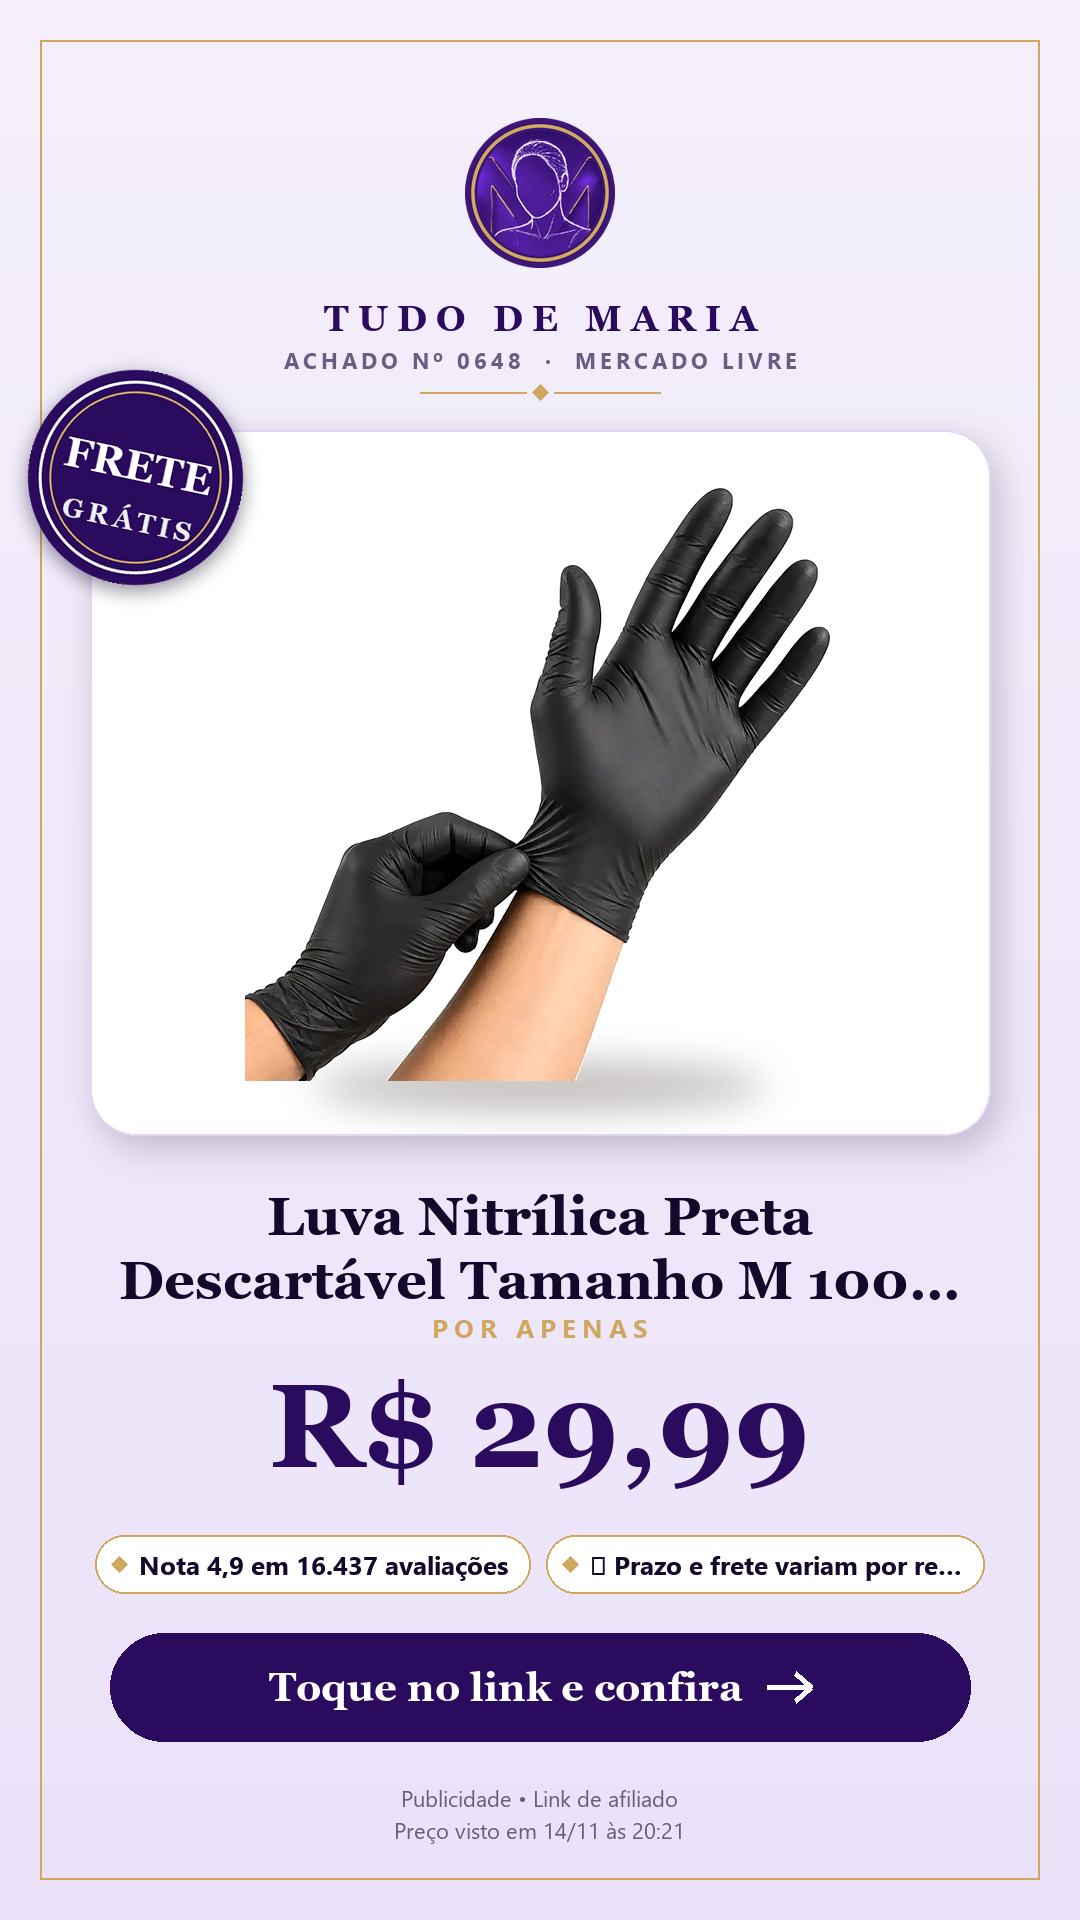 TUDO DE MARIA
ACHADO Nº 0648 · MERCADO LIVRE
FRETE
GRÁTIS
Luva Nitrílica Preta
Descartável Tamanho M 100...
POR APENAS
R$ 29,99
Nota 4,9 em 16.437 avaliações
Prazo e frete variam por re...
Toque no link e confira →
Publicidade • Link de afiliado
Preço visto em 14/11 às 20:21